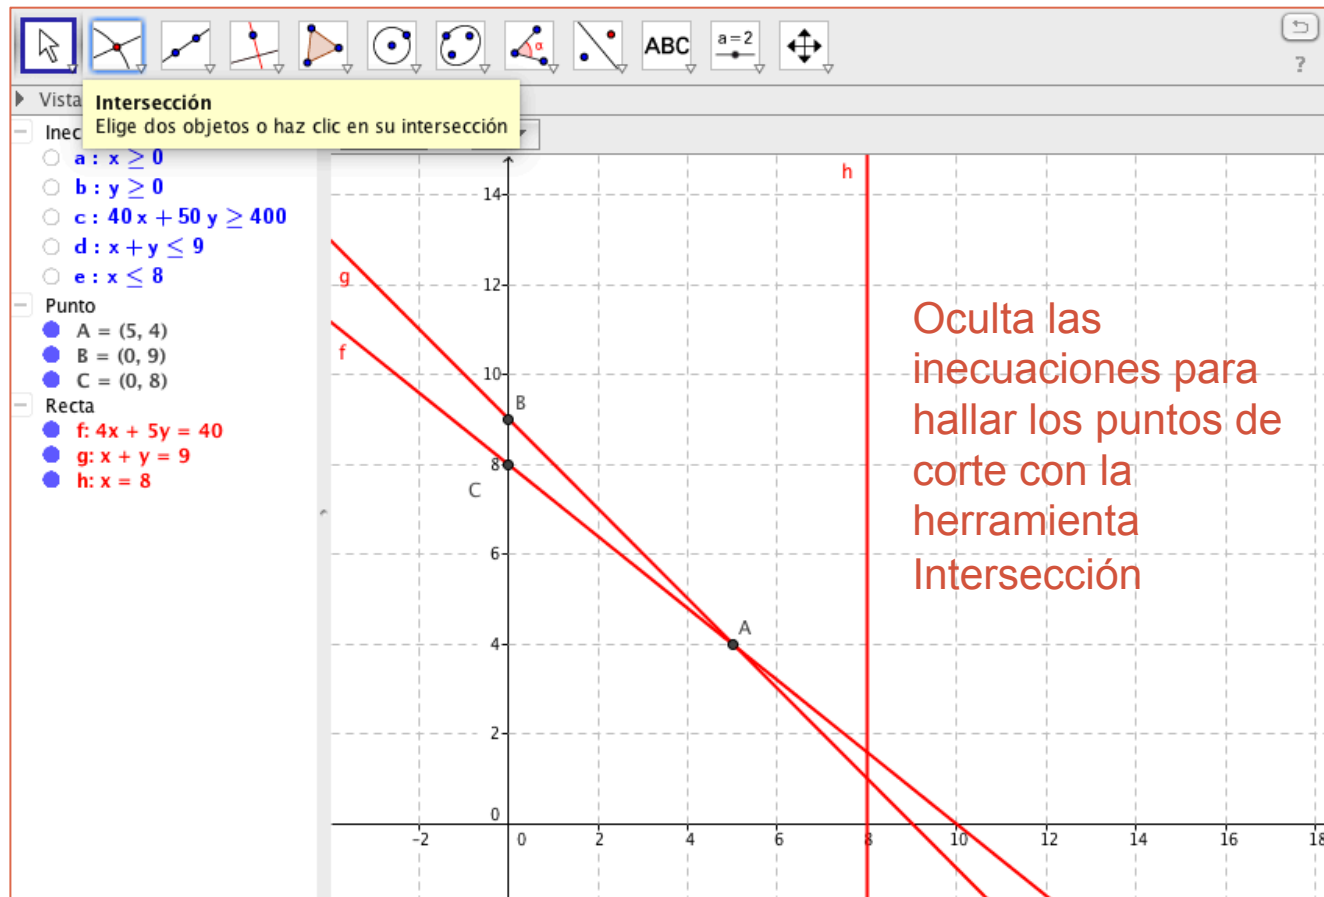 α
ABC
a=2
?
Vista
Intersección
Elige dos objetos o haz clic en su intersección
Inec
a : x ≥ 0
b : y ≥ 0
c : 40 x + 50 y ≥ 400
d : x + y ≤ 9
e : x ≤ 8
Punto
A = (5, 4)
B = (0, 9)
C = (0, 8)
Recta
f: 4x + 5y = 40
g: x + y = 9
h: x = 8
h
14
g
12
f
10
B
8
C
6
A
4
2
0
-2 0 2 4 6 8 10 12 14 16 18
Oculta las
inecuaciones para
hallar los puntos de
corte con la
herramienta
Intersección